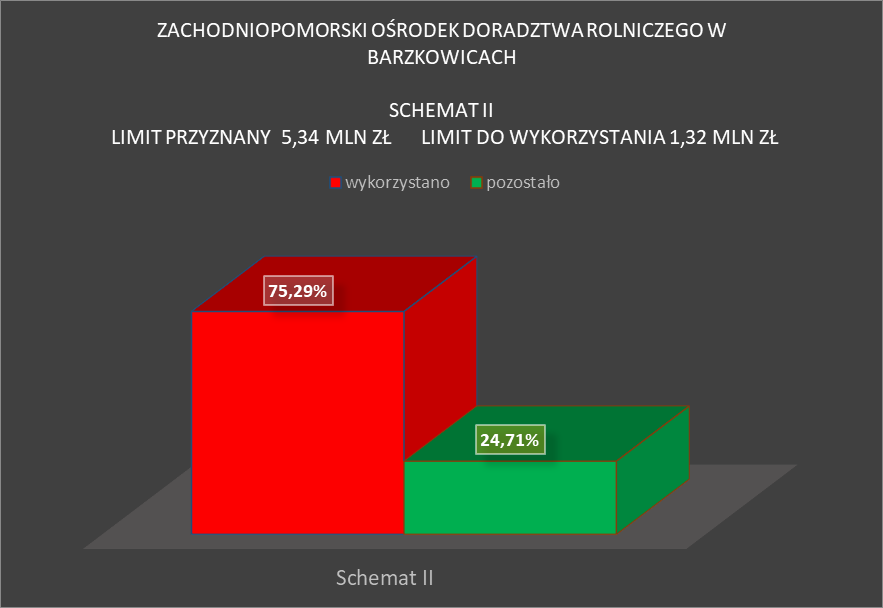 ZACHODNIOPOMORSKI OŚRODEK DORADZTWA ROLNICZEGO W
BARZKOWICACH
SCHEMAT II
LIMIT PRZYZNANY 5,34 MLN ZŁ LIMIT DO WYKORZYSTANIA 1,32 MLN ZŁ
wykorzystano pozostało
75,29%
24,71%
Schemat II